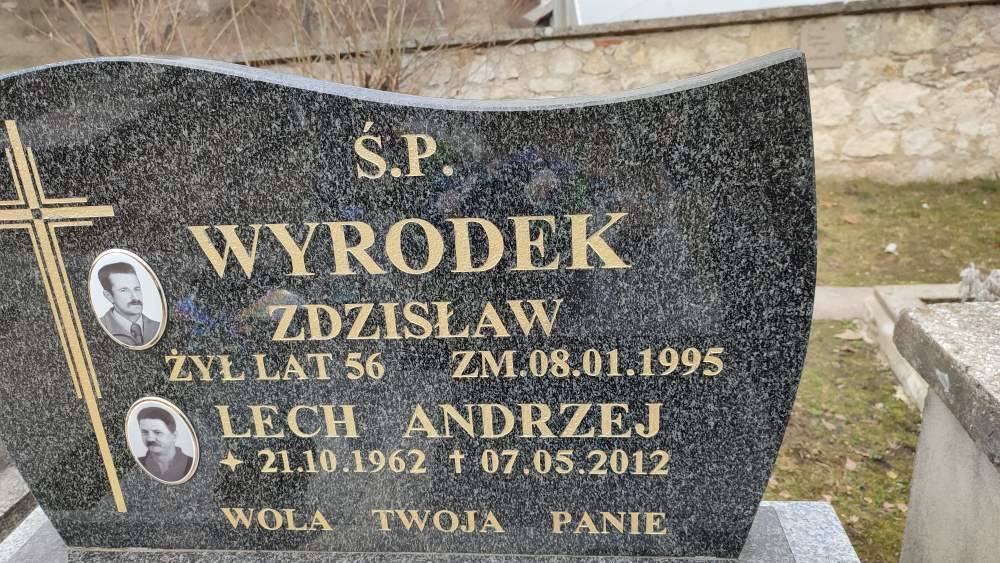 Ś.P.
WYRODEK
ZDZISŁAW
ŻYŁ LAT 56 ZM.08.01.1995
LECH ANDRZEJ
✦ 21.10.1962 † 07.05.2012
WOLA TWOJA PANIE